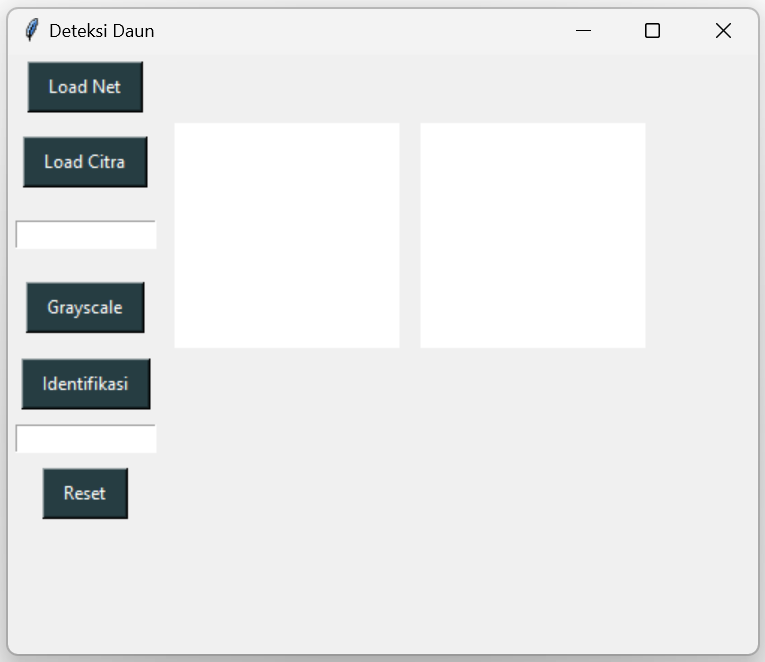 Deteksi Daun
Load Net
Load Citra
Grayscale
Identifikasi
Reset